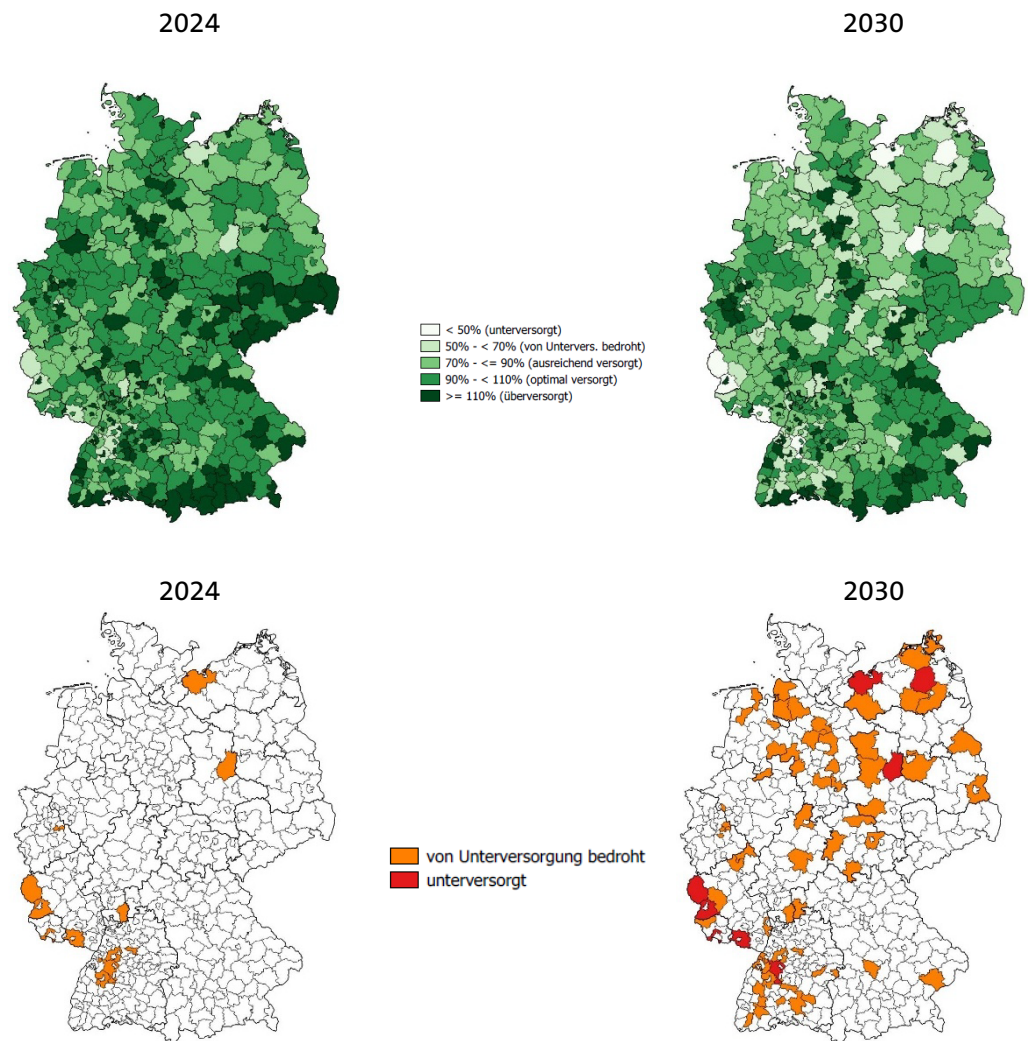 2024
2030
< 50% (unterversorgt)
50% - < 70% (von Untervers. bedroht)
70% - <= 90% (ausreichend versorgt)
90% - < 110% (optimal versorgt)
>= 110% (überversorgt)
2024
2030
von Unterversorgung bedroht
unterversorgt